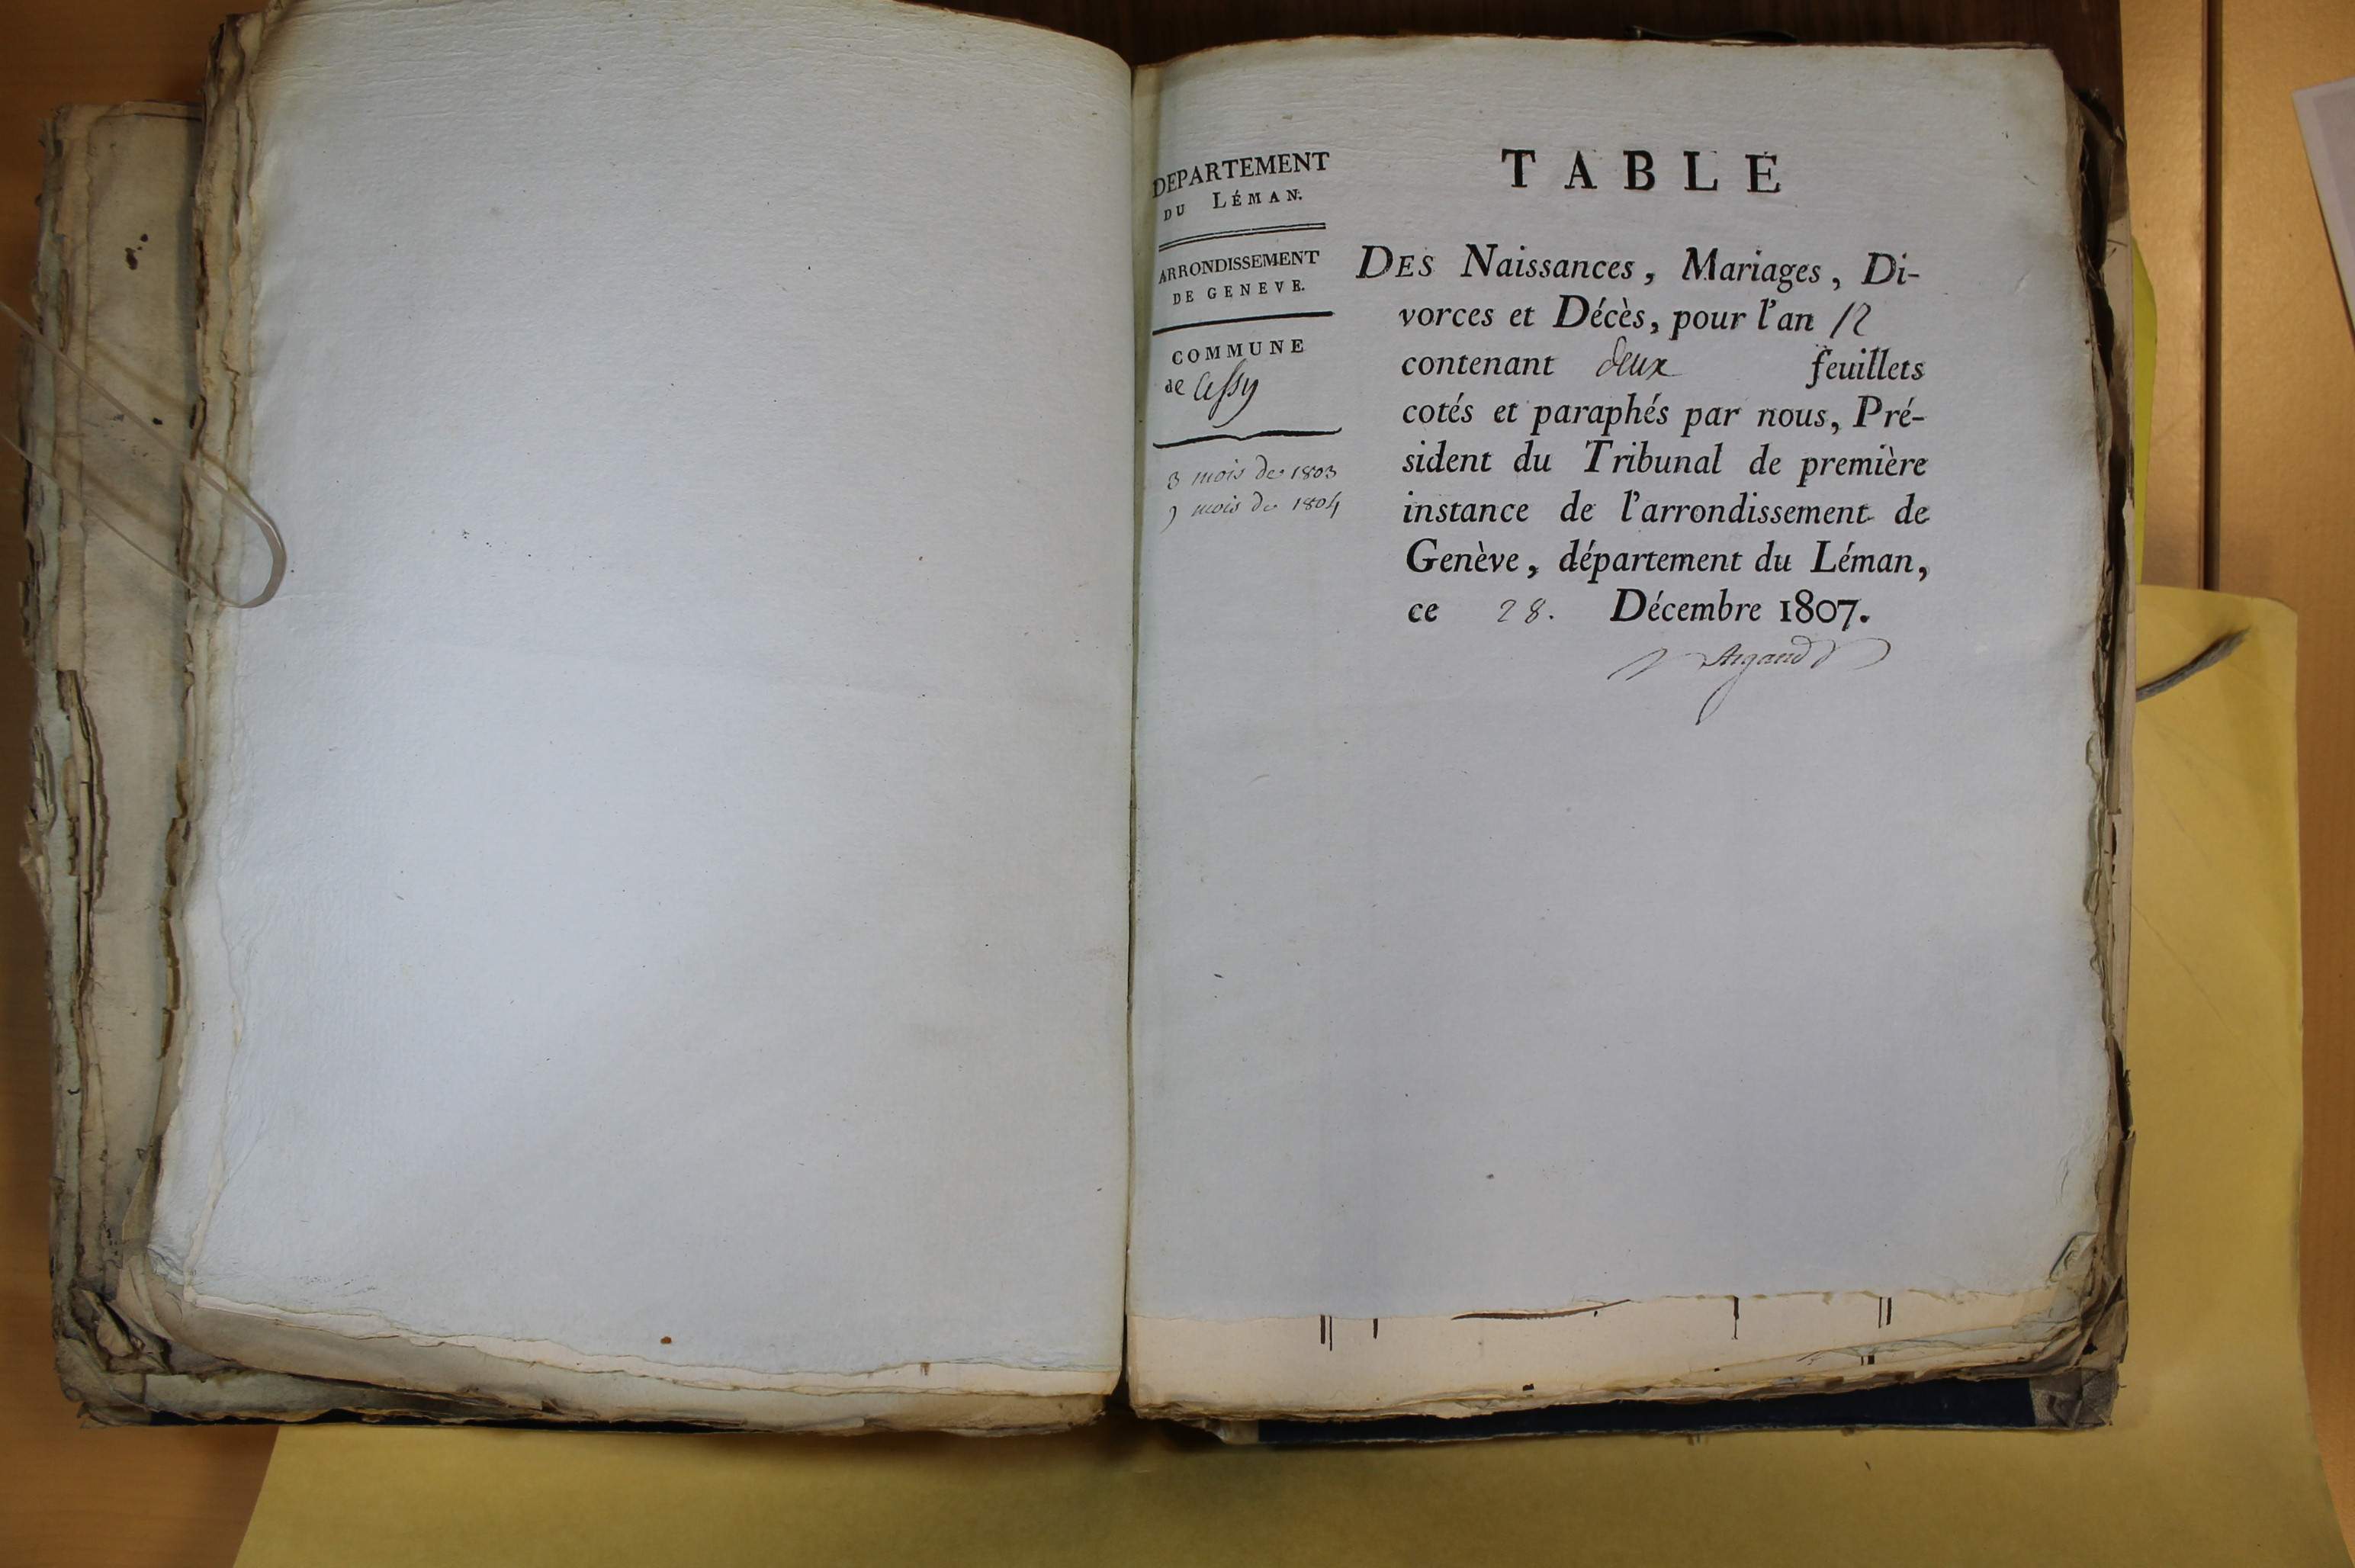 DEPARTEMENT
DU LÉMAN.
ARRONDISSEMENT
DE GENEVE.
COMMUNE
de Cessy
3 mois de 1803
9 mois de 1804
TABLE
DES Naissances, Mariages, Di-
vorces et Décès, pour l'an 12
contenant deux feuillets
cotés et paraphés par nous, Pré-
sident du Tribunal de première
instance de l'arrondissement de
Genève, département du Léman,
ce 28. Décembre 1807.
Argand